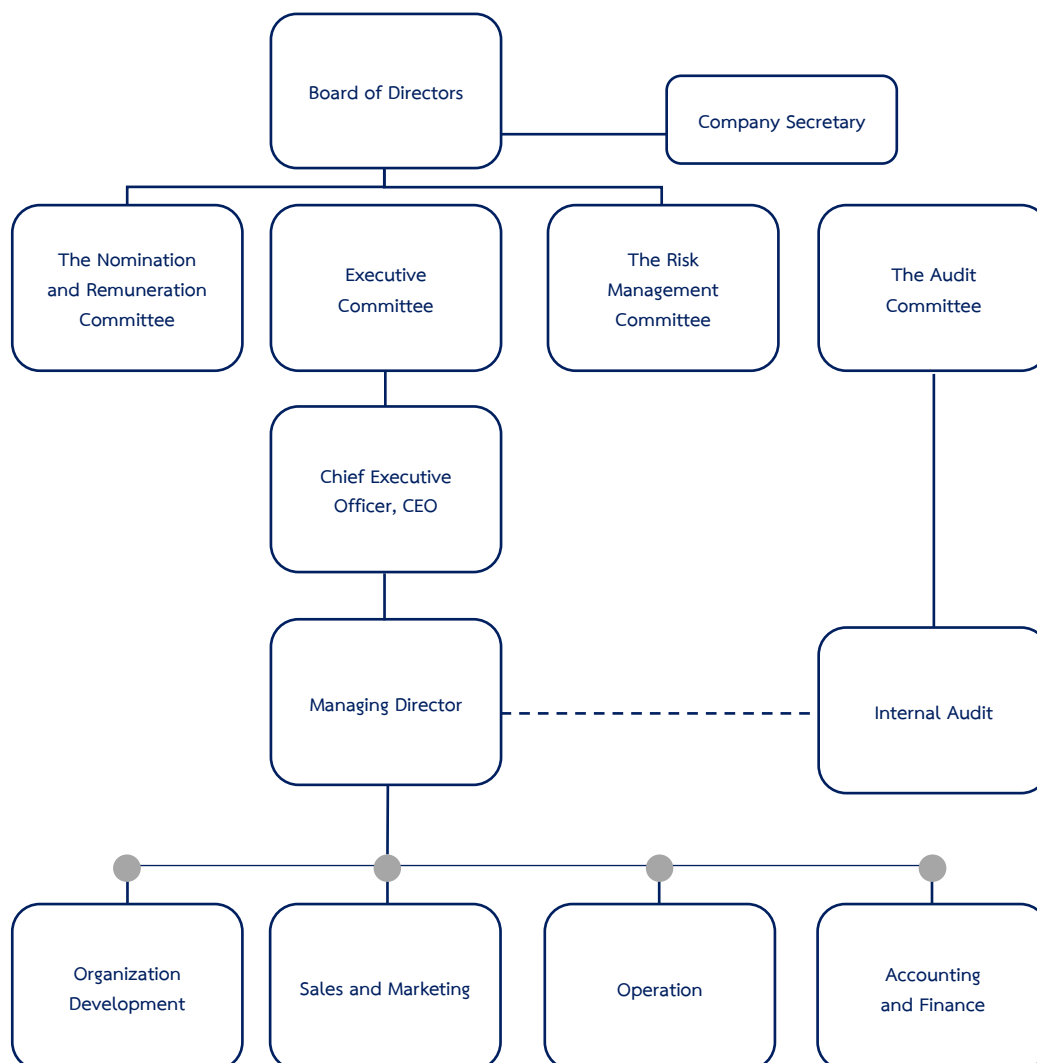 Board of Directors
Company Secretary
The Nomination
and Remuneration
Committee
Executive
Committee
The Risk
Management
Committee
The Audit
Committee
Chief Executive
Officer, CEO
Managing Director
Internal Audit
Organization
Development
Sales and Marketing
Operation
Accounting
and Finance